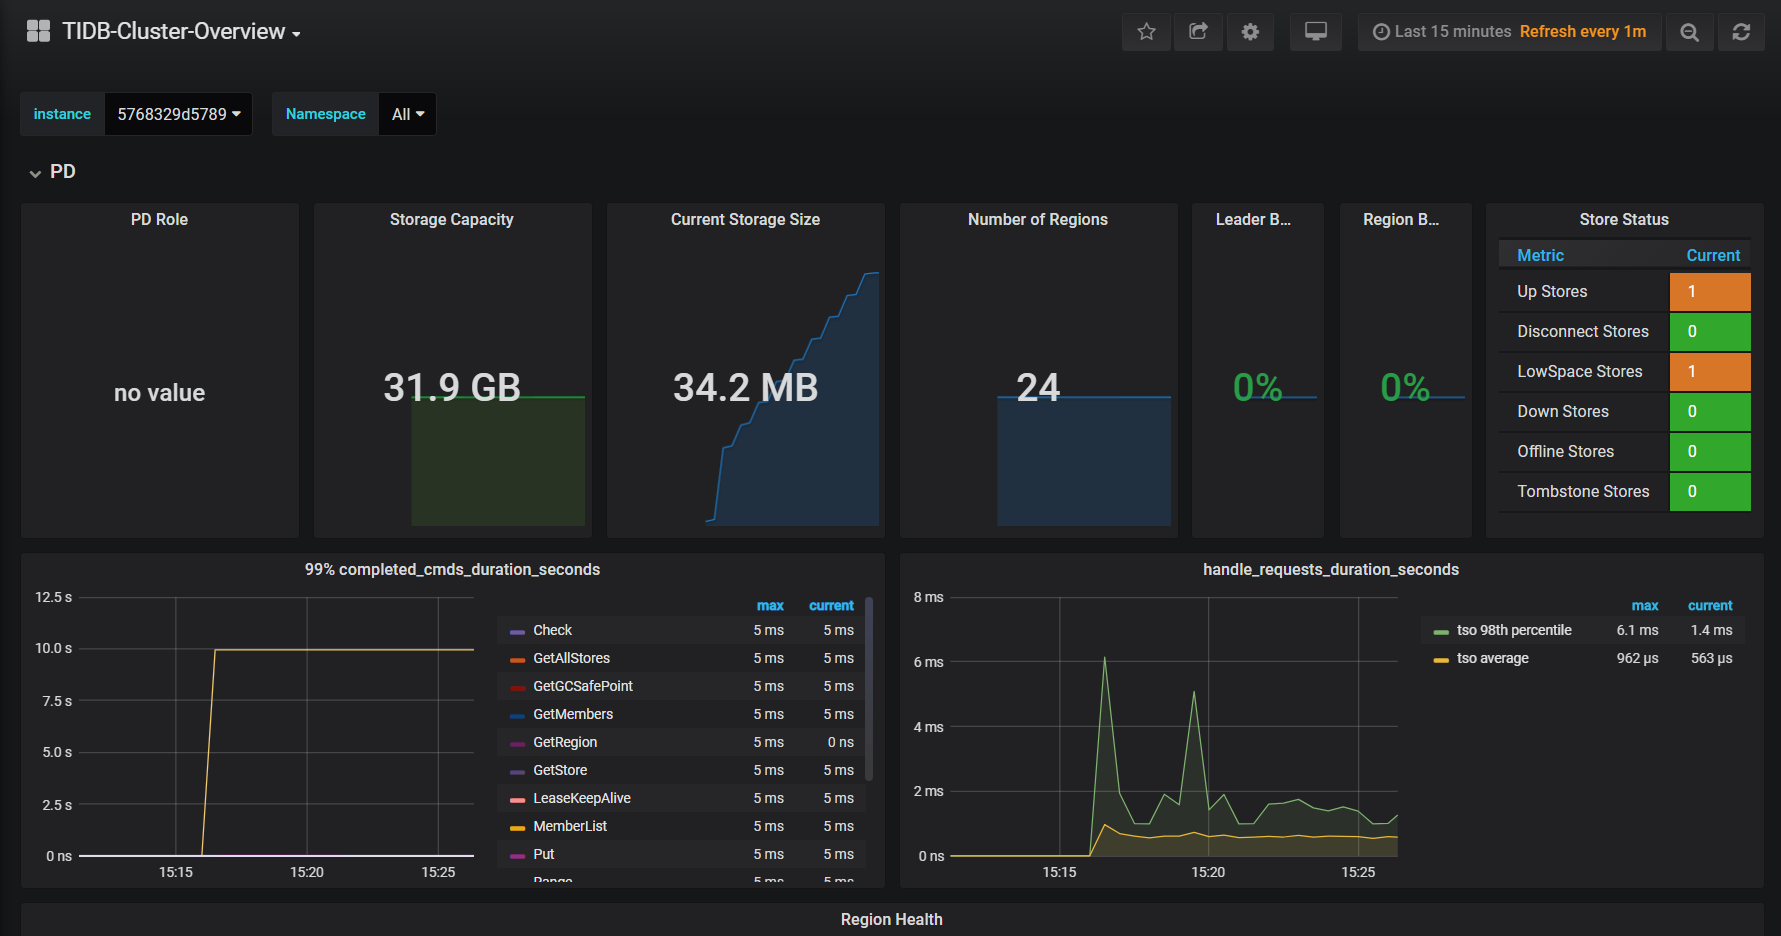 TIDB-Cluster-Overview
Last 15 minutes Refresh every 1m
instance 5768329d5789 Namespace All
PD
PD Role
no value
Storage Capacity
31.9 GB
Current Storage Size
34.2 MB
Number of Regions
24
Leader B...
0%
Region B...
0%
Store Status
Metric Current
Up Stores 1
Disconnect Stores 0
LowSpace Stores 1
Down Stores 0
Offline Stores 0
Tombstone Stores 0
99% completed_cmds_duration_seconds
12.5 s
10.0 s
7.5 s
5.0 s
2.5 s
0 ns
15:15 15:20 15:25
max current
Check 5 ms 5 ms
GetAllStores 5 ms 5 ms
GetGCSafePoint 5 ms 5 ms
GetMembers 5 ms 5 ms
GetRegion 5 ms 0 ns
GetStore 5 ms 5 ms
LeaseKeepAlive 5 ms 5 ms
MemberList 5 ms 5 ms
Put 5 ms 5 ms
Range 5 ms 5 ms
handle_requests_duration_seconds
8 ms
6 ms
4 ms
2 ms
0 ns
15:15 15:20 15:25
max current
tso 98th percentile 6.1 ms 1.4 ms
tso average 962 µs 563 µs
Region Health